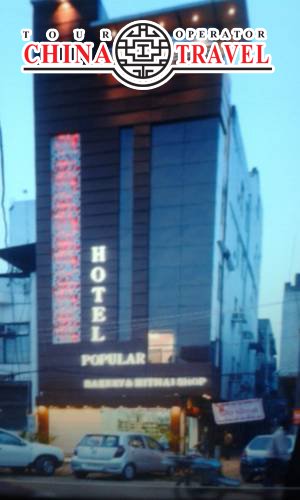 TOUR OPERATOR
CHINA TRAVEL
HOTEL
POPULAR
BAKERY & MITHAI SHOP